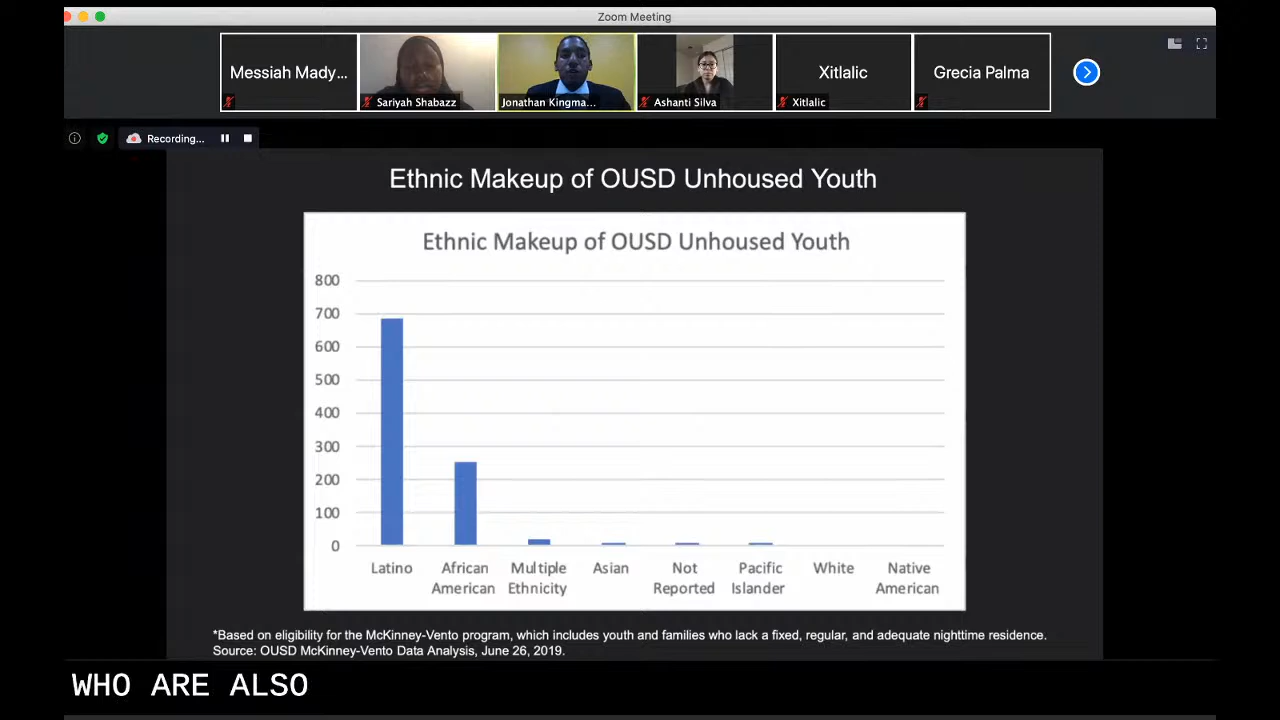 Zoom Meeting
Messiah Mady...
Sariyah Shabazz
Jonathan Kingma...
Ashanti Silva
Xitlalic
Xitlalic
Grecia Palma
Recording...
Ethnic Makeup of OUSD Unhoused Youth
Ethnic Makeup of OUSD Unhoused Youth
800
700
600
500
400
300
200
100
0
Latino
African
American
Multiple
Ethnicity
Asian
Not
Reported
Pacific
Islander
White
Native
American
*Based on eligibility for the McKinney-Vento program, which includes youth and families who lack a fixed, regular, and adequate nighttime residence.
Source: OUSD McKinney-Vento Data Analysis, June 26, 2019.
WHO ARE ALSO